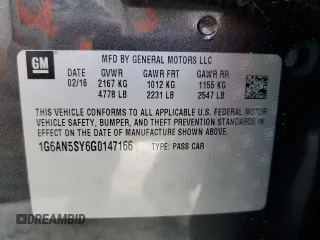 GM
MFD BY GENERAL MOTORS LLC
DATE GVWR GAWR FRT GAWR RR
02/16 2167 KG 1012 KG 1155 KG
4778 LB 2231 LB 2547 LB
THIS VEHICLE CONFORMS TO ALL APPLICABLE U.S. FEDERAL MOTOR
VEHICLE SAFETY, BUMPER, AND THEFT PREVENTION STANDARDS IN
EFFECT ON THE DATE OF MANUFACTURE SHOWN ABOVE.
1G6AN5SY6G0147166 TYPE: PASS CAR
DREAMBID